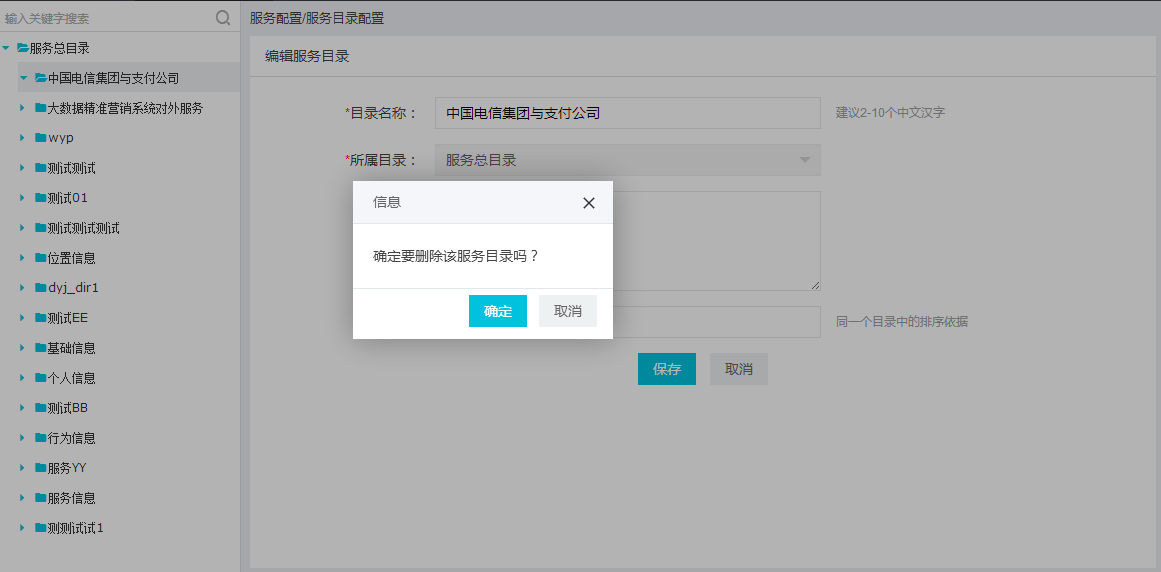 输入关键字搜索
服务总目录
中国电信集团与支付公司
大数据精准营销系统对外服务
wyp
测试测试
测试01
测试测试测试
位置信息
dyj_dir1
测试EE
基础信息
个人信息
测试BB
行为信息
服务YY
服务信息
测测试试1
服务配置/服务目录配置
编辑服务目录
*目录名称： 中国电信集团与支付公司 建议2-10个中文汉字
*所属目录： 服务总目录
信息
确定要删除该服务目录吗？
确定 取消
同一个目录中的排序依据
保存 取消